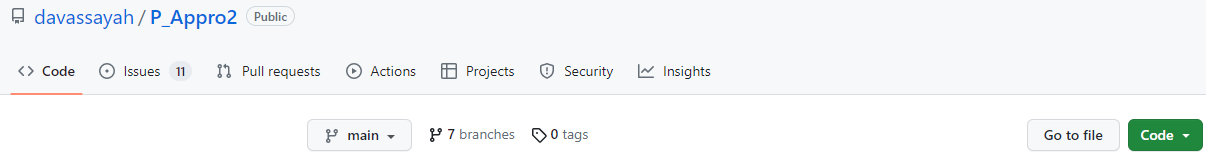 davassayah / P_Appro2 Public
Code Issues 11 Pull requests Actions Projects Security Insights
main 7 branches 0 tags Go to file Code